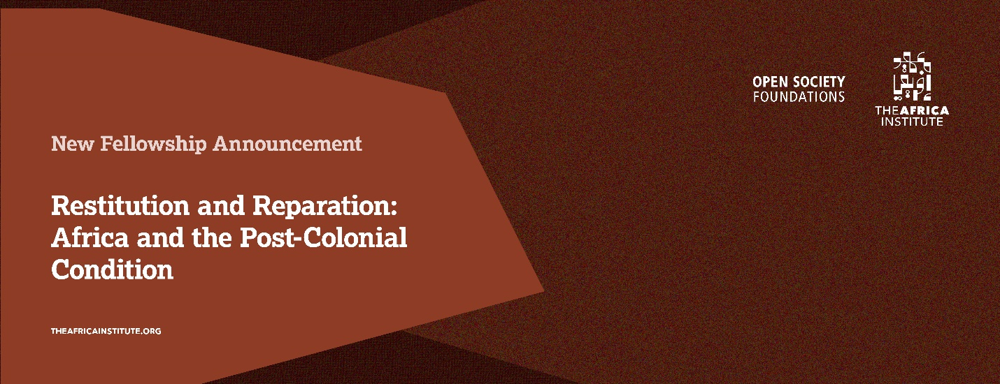 New Fellowship Announcement
Restitution and Reparation:
Africa and the Post-Colonial
Condition
THEAFRICAINSTITUTE.ORG
OPEN SOCIETY
FOUNDATIONS
THEAFRICA
INSTITUTE